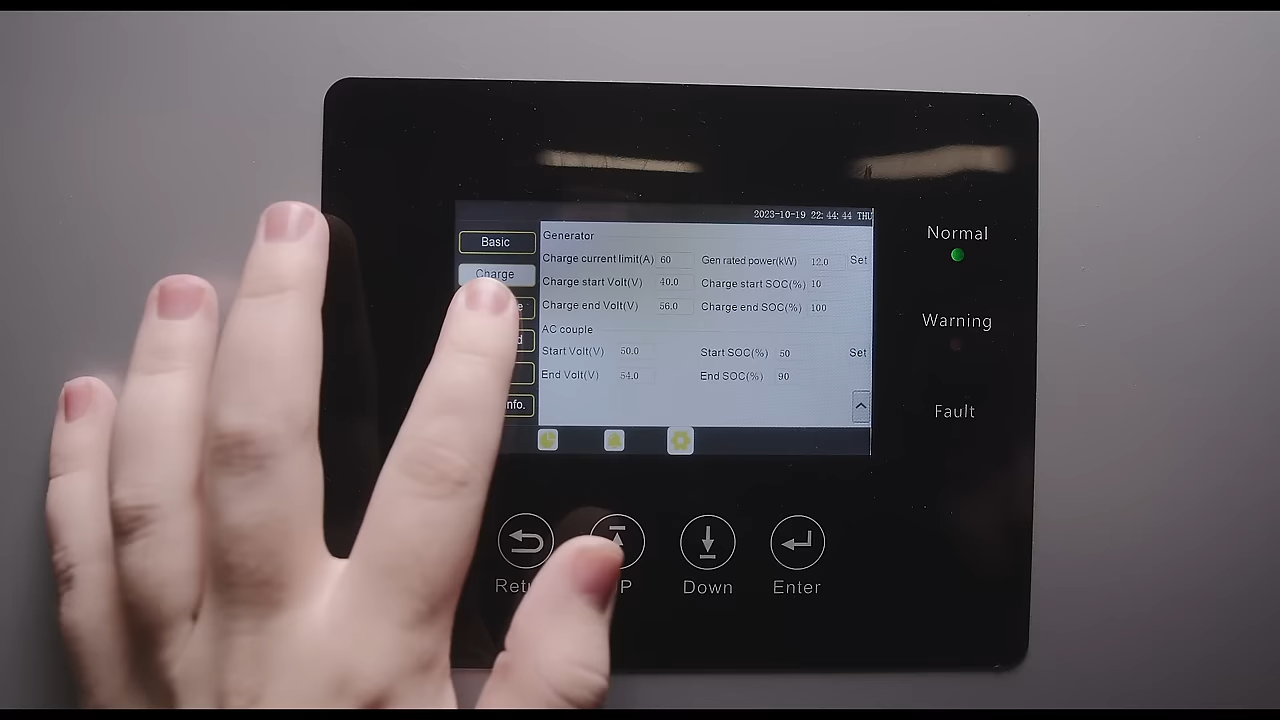 2023-10-19 22:44:44 THU
Basic
Charge
Generator
Charge current limit(A) 60 Gen rated power(kW) 12.0 Set
Charge start Volt(V) 40.0 Charge start SOC(%) 10
Charge end Volt(V) 56.0 Charge end SOC(%) 100
AC couple
Start Volt(V) 50.0 Start SOC(%) 50 Set
End Volt(V) 54.0 End SOC(%) 90
nfo.
Normal
Warning
Fault
Down
Enter